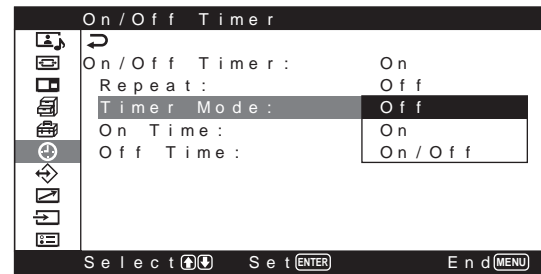 On/Off Timer
On/Off Timer: On
Repeat: Off
Timer Mode: Off
On Time: On
Off Time: On/Off
Select Set ENTER End MENU